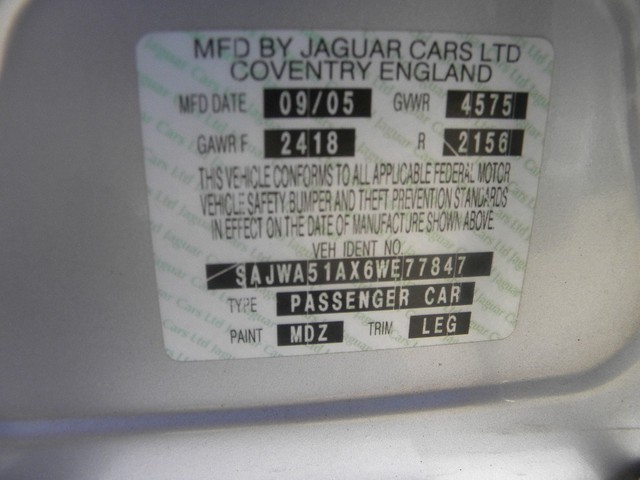 MFD BY JAGUAR CARS LTD
COVENTRY ENGLAND
MFD DATE 09/05 GVWR 4575
GAWR F 2418 R 2156
THIS VEHICLE CONFORMS TO ALL APPLICABLE FEDERAL MOTOR
VEHICLE SAFETY, BUMPER AND THEFT PREVENTION STANDARDS
IN EFFECT ON THE DATE OF MANUFACTURE SHOWN ABOVE
VEH IDENT NO.
SAJWA51AX6WE77847
TYPE PASSENGER CAR
PAINT MDZ TRIM LEG